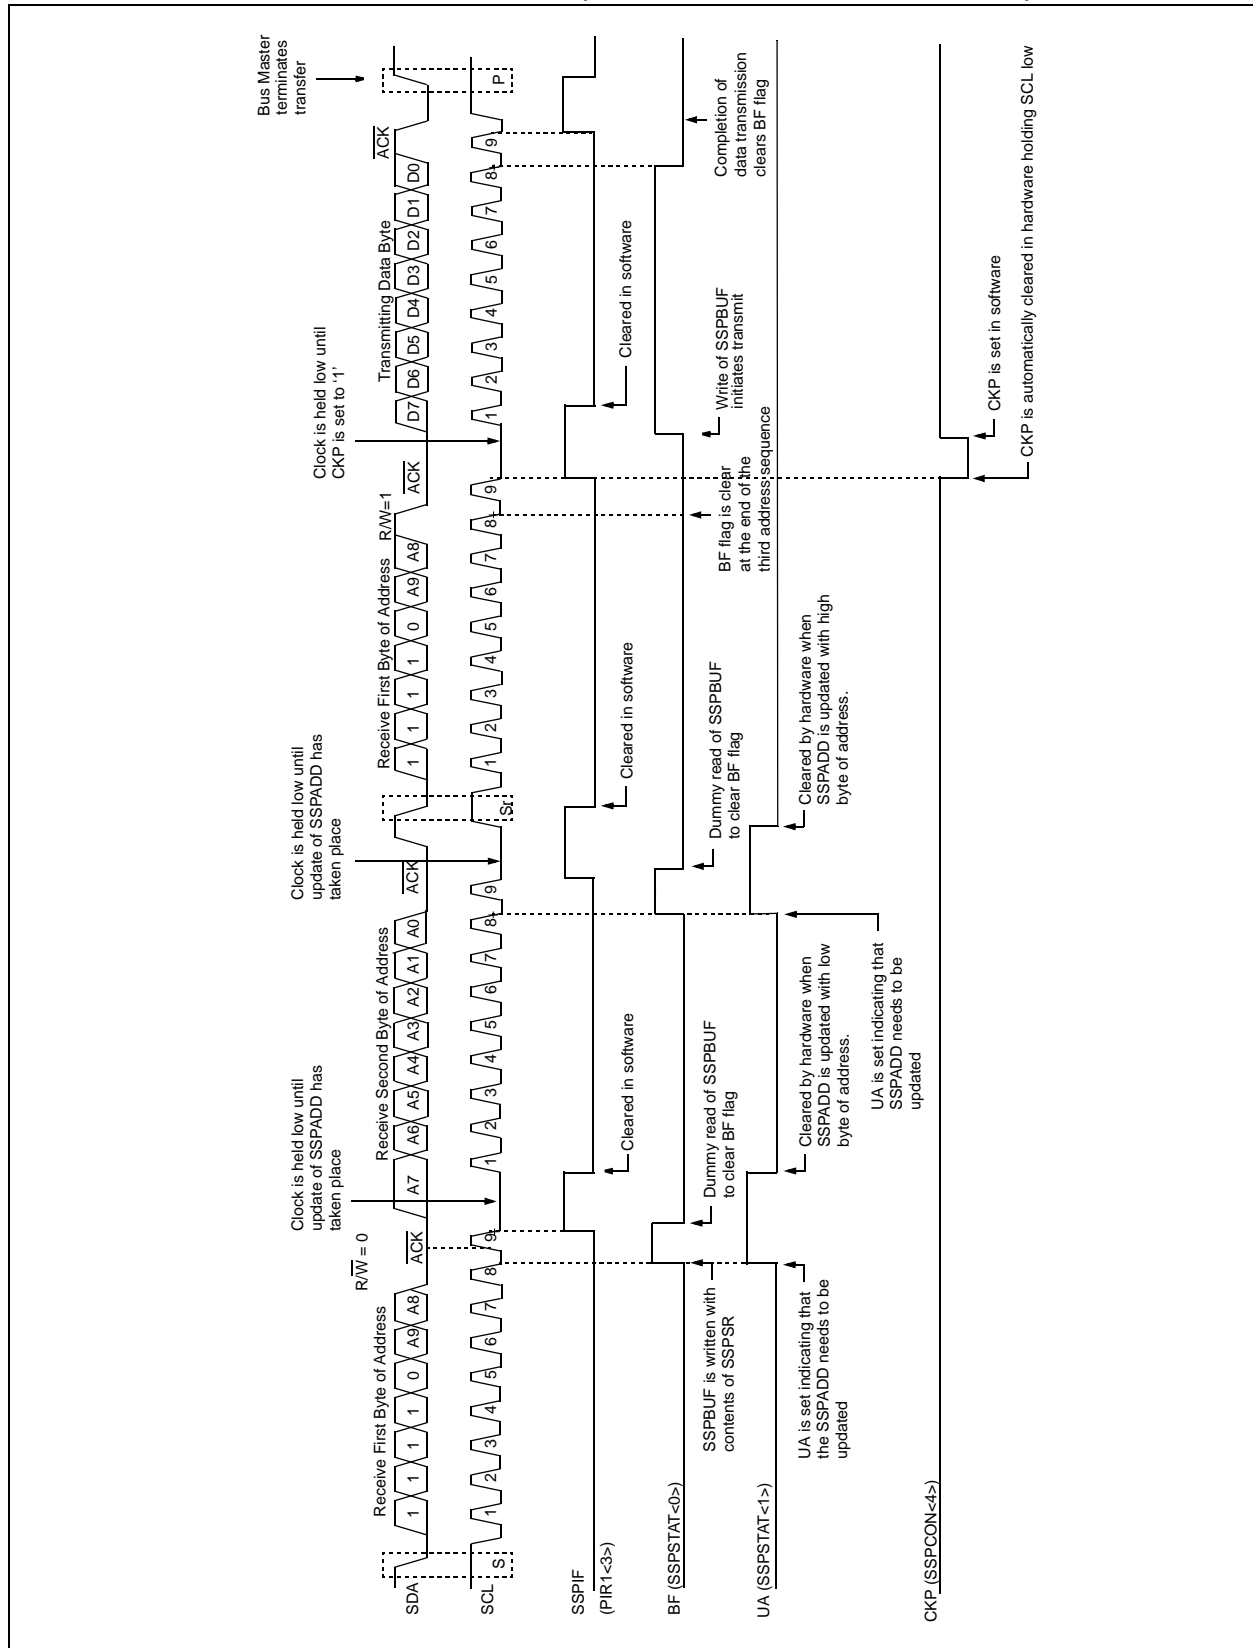 Clock is held low until
update of SSPADD has
taken place
Clock is held low until
update of SSPADD has
taken place
Clock is held low until
CKP is set to ‘1’
Bus Master
terminates
transfer
Receive First Byte of Address
R/W = 0
Receive Second Byte of Address
Receive First Byte of Address
R/W=1
Transmitting Data Byte
SDA
1 1 1 1 0 A9 A8 ACK A7 A6 A5 A4 A3 A2 A1 A0 ACK 1 1 1 1 0 A9 A8 ACK D7 D6 D5 D4 D3 D2 D1 D0 ACK
SCL
S 1 2 3 4 5 6 7 8 9 1 2 3 4 5 6 7 8 9 Sr 1 2 3 4 5 6 7 8 9 1 2 3 4 5 6 7 8 9 P
SSPIF
(PIR1<3>)
Cleared in software
Cleared in software
Cleared in software
BF (SSPSTAT<0>)
SSPBUF is written with
contents of SSPSR
Dummy read of SSPBUF
to clear BF flag
Dummy read of SSPBUF
to clear BF flag
BF flag is clear
at the end of the
third address sequence
Write of SSPBUF
initiates transmit
Completion of
data transmission
clears BF flag
UA (SSPSTAT<1>)
UA is set indicating that
the SSPADD needs to be
updated
Cleared by hardware when
SSPADD is updated with low
byte of address.
UA is set indicating that
SSPADD needs to be
updated
Cleared by hardware when
SSPADD is updated with high
byte of address.
CKP (SSPCON<4>)
CKP is set in software
CKP is automatically cleared in hardware holding SCL low